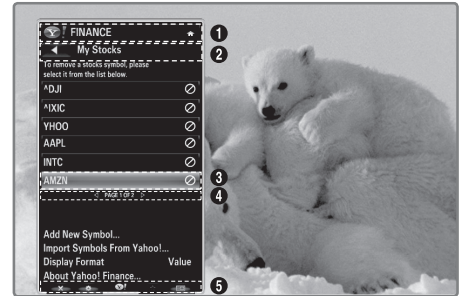 Y! FINANCE
1
My Stocks
2
To remove a stocks symbol, please
select it from the list below.
^DJI
^IXIC
YHOO
AAPL
INTC
AMZN
3
PAGE 1 OF 2
4
Add New Symbol...
Import Symbols From Yahoo!...
Display Format Value
About Yahoo! Finance...
Y!
5